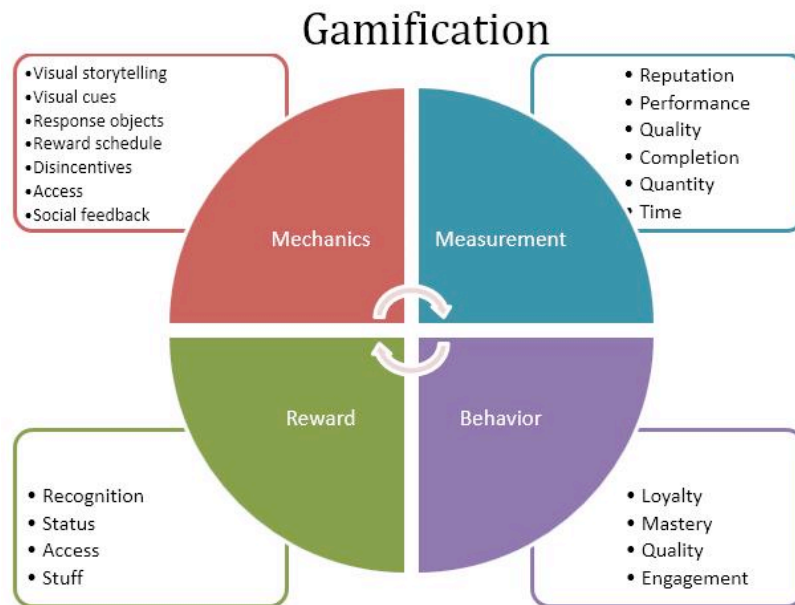 Gamification
•Visual storytelling
•Visual cues
•Response objects
•Reward schedule
•Disincentives
•Access
•Social feedback
• Reputation
• Performance
• Quality
• Completion
• Quantity
• Time
Mechanics
Measurement
Reward
Behavior
• Recognition
• Status
• Access
• Stuff
• Loyalty
• Mastery
• Quality
• Engagement